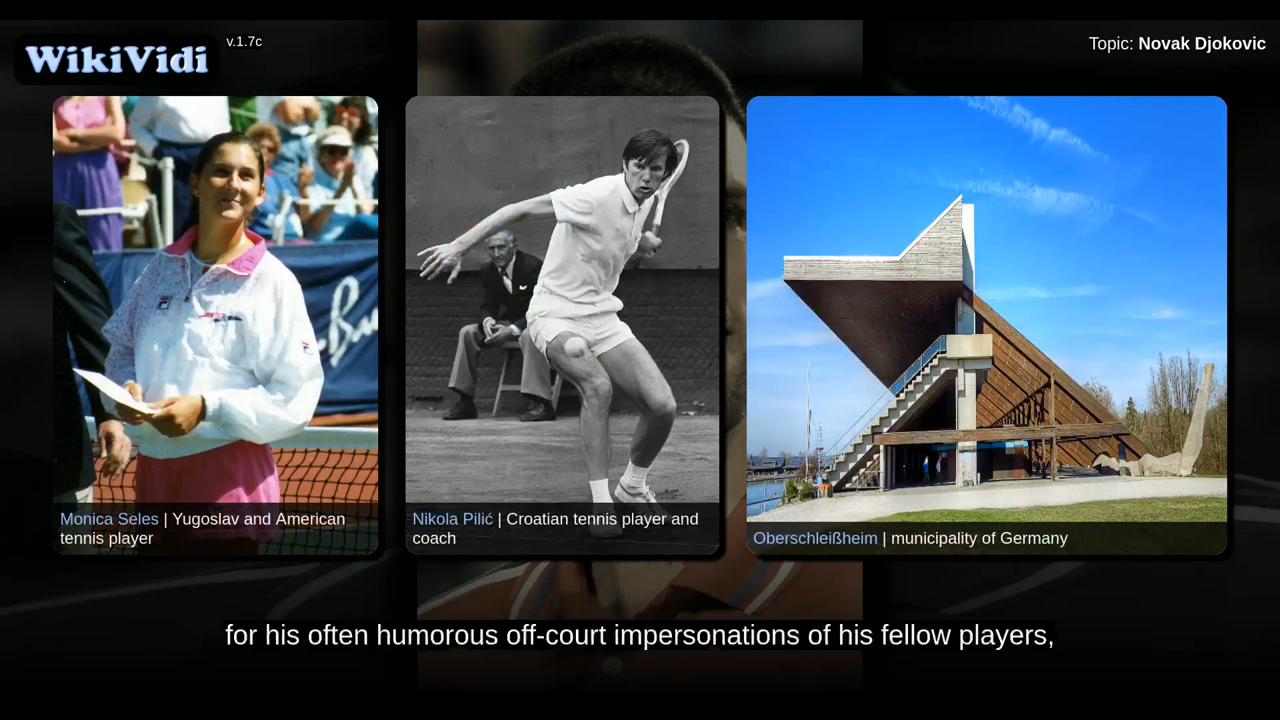 WikiVidi
v.1.7c
Topic: Novak Djokovic
Monica Seles | Yugoslav and American
tennis player
Nikola Pilić | Croatian tennis player and
coach
Oberschleißheim | municipality of Germany
for his often humorous off-court impersonations of his fellow players,